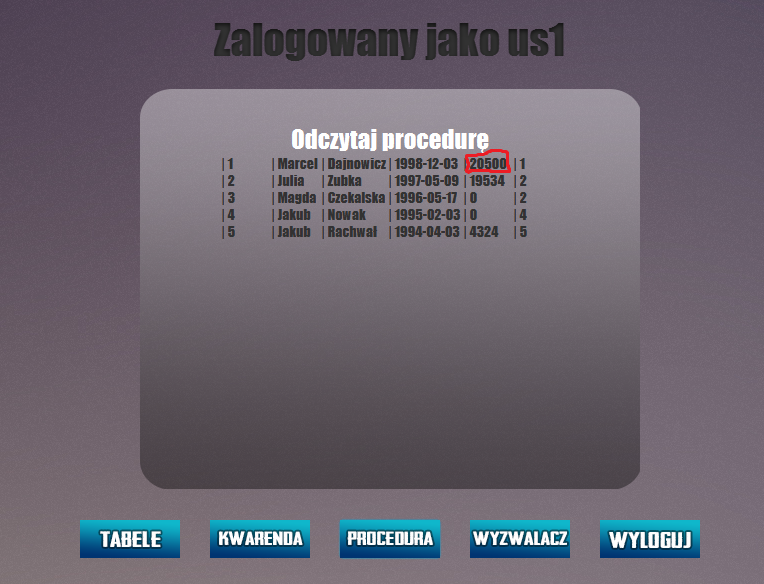 Zalogowany jako us1
Odczytaj procedurę
| 1 | Marcel | Dajnowicz | 1998-12-03 | 20500 | 1
| 2 | Julia | Zubka | 1997-05-09 | 19534 | 2
| 3 | Magda | Czekalska | 1996-05-17 | 0 | 2
| 4 | Jakub | Nowak | 1995-02-03 | 0 | 4
| 5 | Jakub | Rachwał | 1994-04-03 | 4324 | 5
TABELE KWARENDA PROCEDURA WYZWALACZ WYLOGUJ